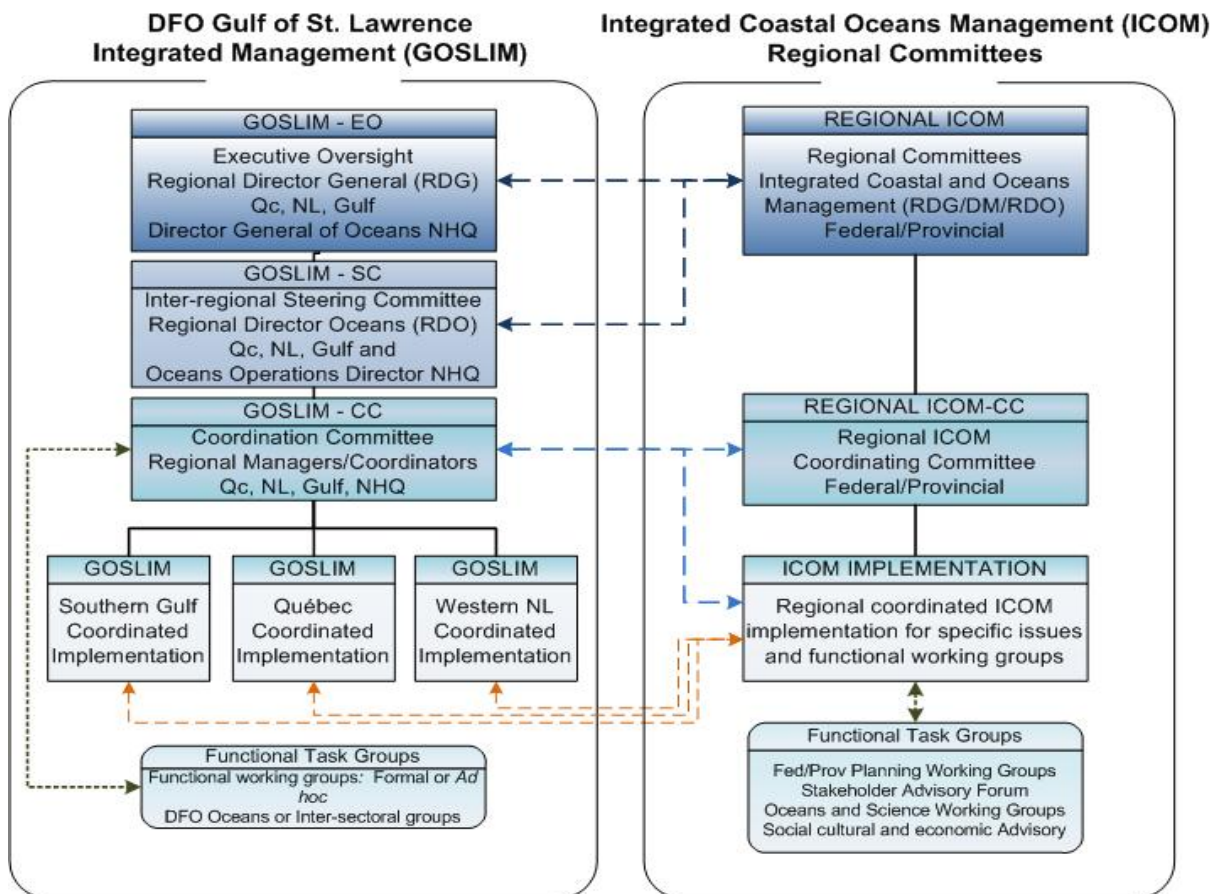 DFO Gulf of St. Lawrence
Integrated Management (GOSLIM)
GOSLIM - EO
Executive Oversight
Regional Director General (RDG)
Qc, NL, Gulf
Director General of Oceans NHQ
GOSLIM - SC
Inter-regional Steering Committee
Regional Director Oceans (RDO)
Qc, NL, Gulf and
Oceans Operations Director NHQ
GOSLIM - CC
Coordination Committee
Regional Managers/Coordinators
Qc, NL, Gulf, NHQ
GOSLIM
Southern Gulf
Coordinated
Implementation
GOSLIM
Québec
Coordinated
Implementation
GOSLIM
Western NL
Coordinated
Implementation
Functional Task Groups
Functional working groups: Formal or Ad
hoc
DFO Oceans or Inter-sectoral groups
Integrated Coastal Oceans Management (ICOM)
Regional Committees
REGIONAL ICOM
Regional Committees
Integrated Coastal and Oceans
Management (RDG/DM/RDO)
Federal/Provincial
REGIONAL ICOM-CC
Regional ICOM
Coordinating Committee
Federal/Provincial
ICOM IMPLEMENTATION
Regional coordinated ICOM
implementation for specific issues
and functional working groups
Functional Task Groups
Fed/Prov Planning Working Groups
Stakeholder Advisory Forum
Oceans and Science Working Groups
Social cultural and economic Advisory